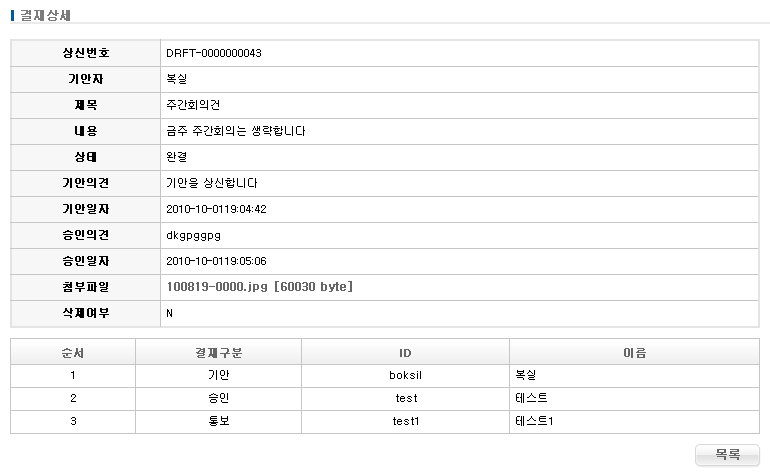 결재상세
상신번호 DRFT-0000000043
기안자 복실
제목 주간회의건
내용 금주 주간회의는 생략합니다
상태 완결
기안의견 기안을 상신합니다
기안일자 2010-10-0119:04:42
승인의견 dkgpggpg
승인일자 2010-10-0119:05:06
첨부파일 100819-0000.jpg [60030 byte]
삭제여부 N
순서 결재구분 ID 이름
1 기안 boksil 복실
2 승인 test 테스트
3 통보 test1 테스트1
목록